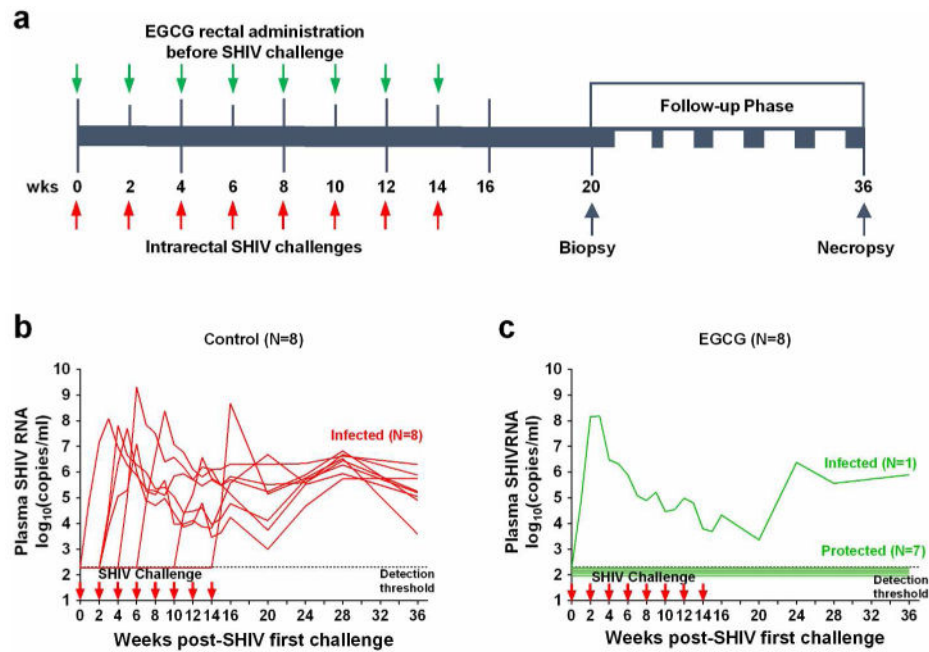 a
EGCG rectal administration
before SHIV challenge
Follow-up Phase
wks 0 2 4 6 8 10 12 14 16 20 36
Intrarectal SHIV challenges
Biopsy
Necropsy
b
Control (N=8)
Plasma SHIV RNA
log10(copies/ml)
10
9
8
7
6
5
4
3
2
1
Infected (N=8)
SHIV Challenge
Detection
threshold
0 2 4 6 8 10 12 14 16 20 24 28 32 36
Weeks post-SHIV first challenge
c
EGCG (N=8)
Plasma SHIVRNA
log10(copies/ml)
10
9
8
7
6
5
4
3
2
1
Infected (N=1)
Protected (N=7)
SHIV Challenge
Detection
threshold
0 2 4 6 8 10 12 14 16 20 24 28 32 36
Weeks post-SHIV first challenge